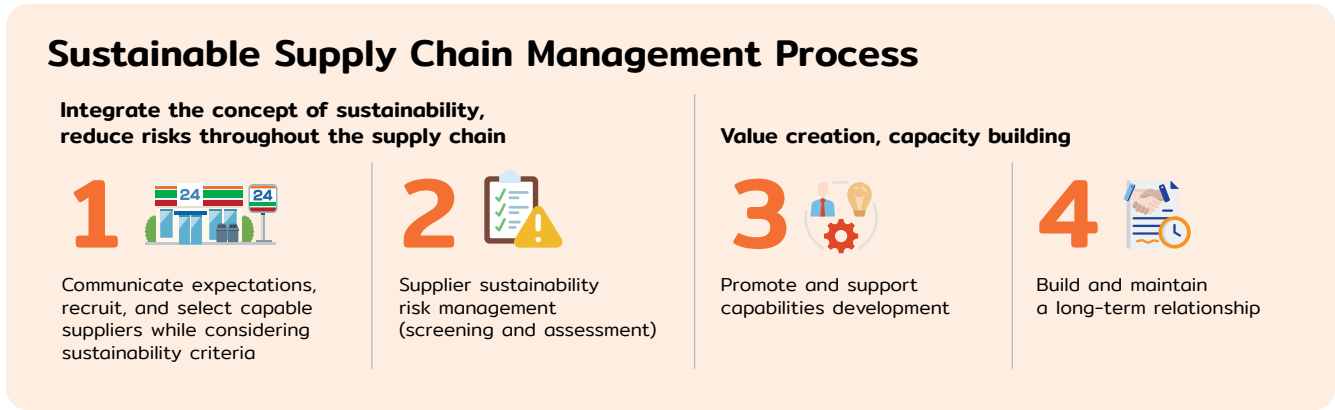 Sustainable Supply Chain Management Process
Integrate the concept of sustainability,
reduce risks throughout the supply chain
1
24
24
Communicate expectations,
recruit, and select capable
suppliers while considering
sustainability criteria
2
Supplier sustainability
risk management
(screening and assessment)
Value creation, capacity building
3
Promote and support
capabilities development
4
Build and maintain
a long-term relationship